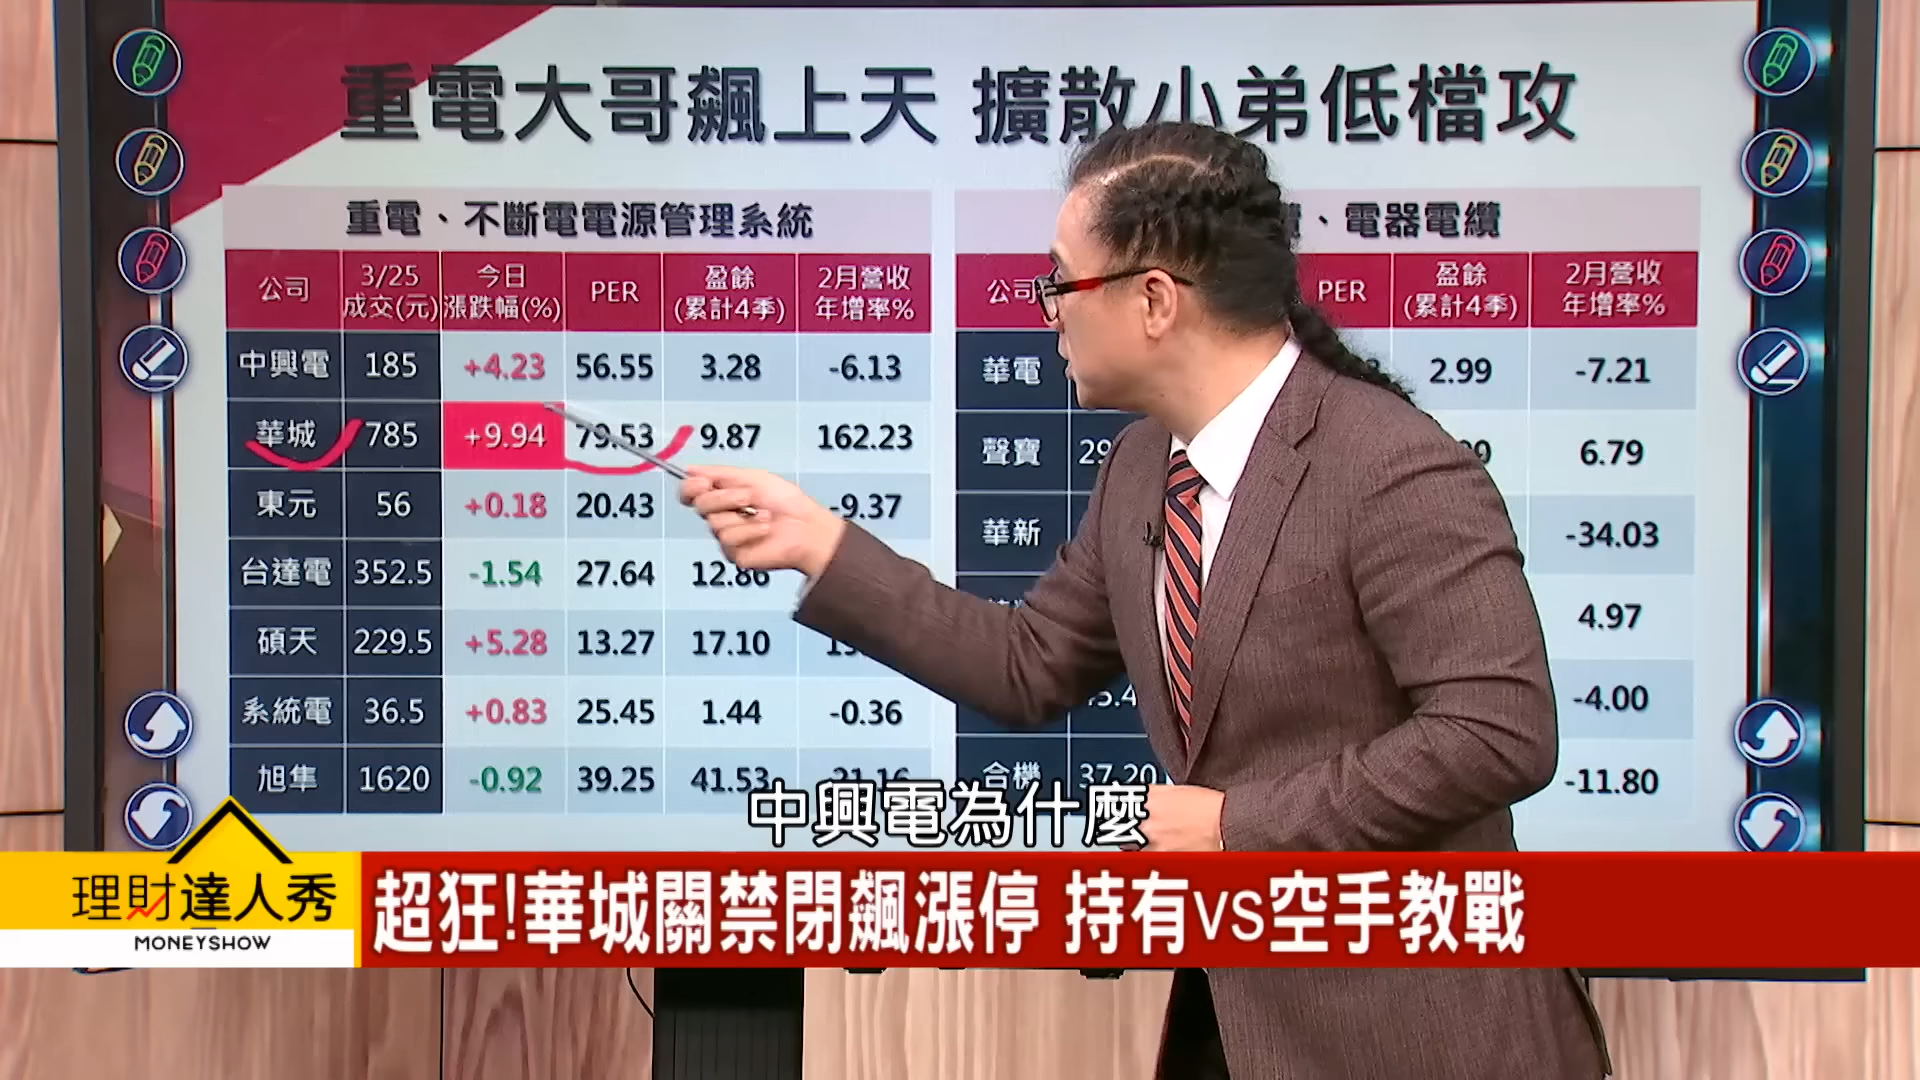 重電大哥飆上天 擴散小弟低檔攻
重電、不斷電電源管理系統
公司 3/25 成交(元) 今日 漲跌幅(%) PER 盈餘 (累計4季) 2月營收 年增率%
中興電 185 +4.23 56.55 3.28 -6.13
華城 785 +9.94 79.53 9.87 162.23
東元 56 +0.18 20.43 -9.37
台達電 352.5 -1.54 27.64 12.86
碩天 229.5 +5.28 13.27 17.10
系統電 36.5 +0.83 25.45 1.44 -0.36
旭隼 1620 -0.92 39.25 41.53
、電器電纜
公司 PER 盈餘 (累計4季) 2月營收 年增率%
華電 2.99 -7.21
聲寶 6.79
華新 -34.03
4.97
-4.00
合機 37.20 -11.80
中興電為什麼
理財達人秀
MONEYSHOW
超狂!華城關禁閉飆漲停 持有vs空手教戰